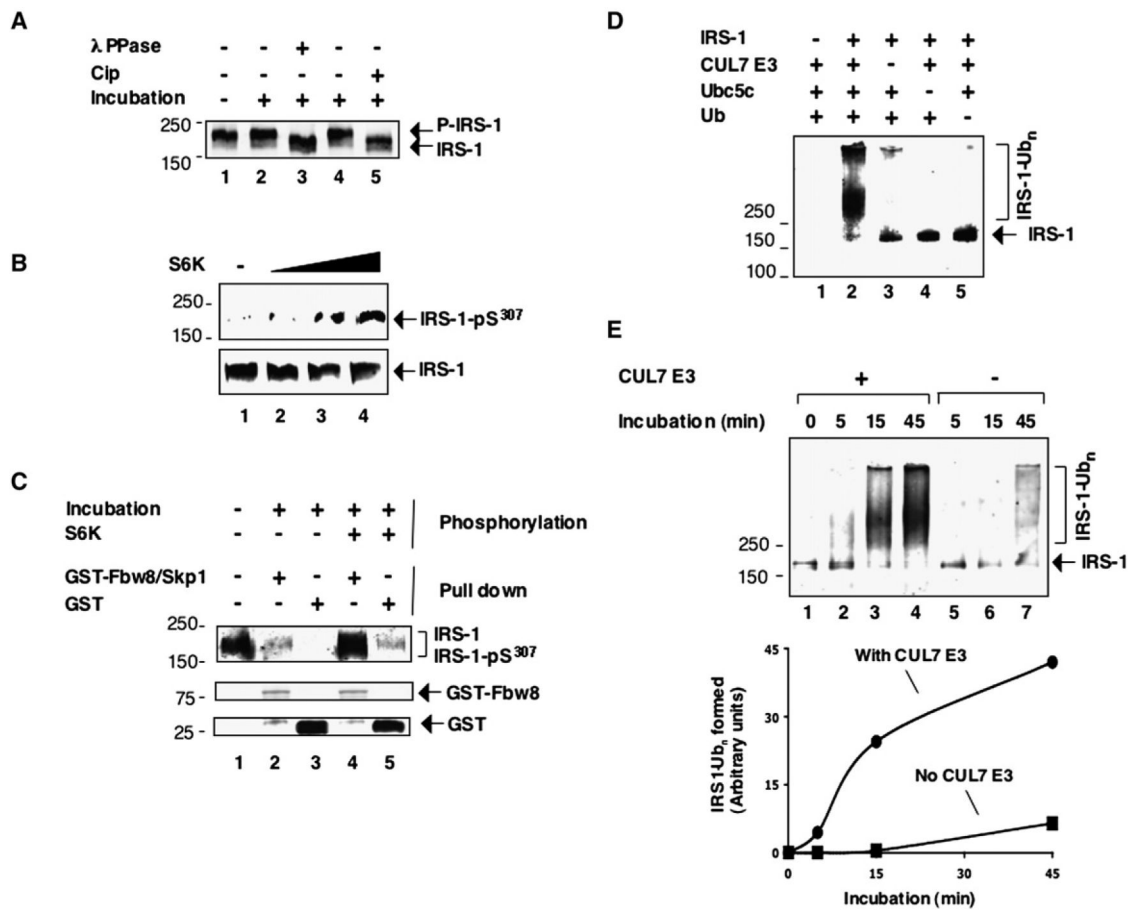 A
λ PPase - - + - -
Cip - - - - +
Incubation - + + + +
250
150
P-IRS-1
IRS-1
1 2 3 4 5
B
S6K -
250
150
IRS-1-pS307
IRS-1
1 2 3 4
C
Incubation - + + + +
S6K - - - + +
Phosphorylation
GST-Fbw8/Skp1 - + - + -
GST - - + - +
Pull down
250
150
IRS-1
IRS-1-pS307
75
GST-Fbw8
25
GST
1 2 3 4 5
D
IRS-1 - + + + +
CUL7 E3 + + - + +
Ubc5c + + + - +
Ub + + + + -
250
150
100
IRS-1-Ubn
IRS-1
1 2 3 4 5
E
CUL7 E3 + -
Incubation (min) 0 5 15 45 5 15 45
250
150
IRS-1-Ubn
IRS-1
1 2 3 4 5 6 7
IRS1-Ubn formed
(Arbitrary units)
45
30
15
0
With CUL7 E3
No CUL7 E3
0 15 30 45
Incubation (min)